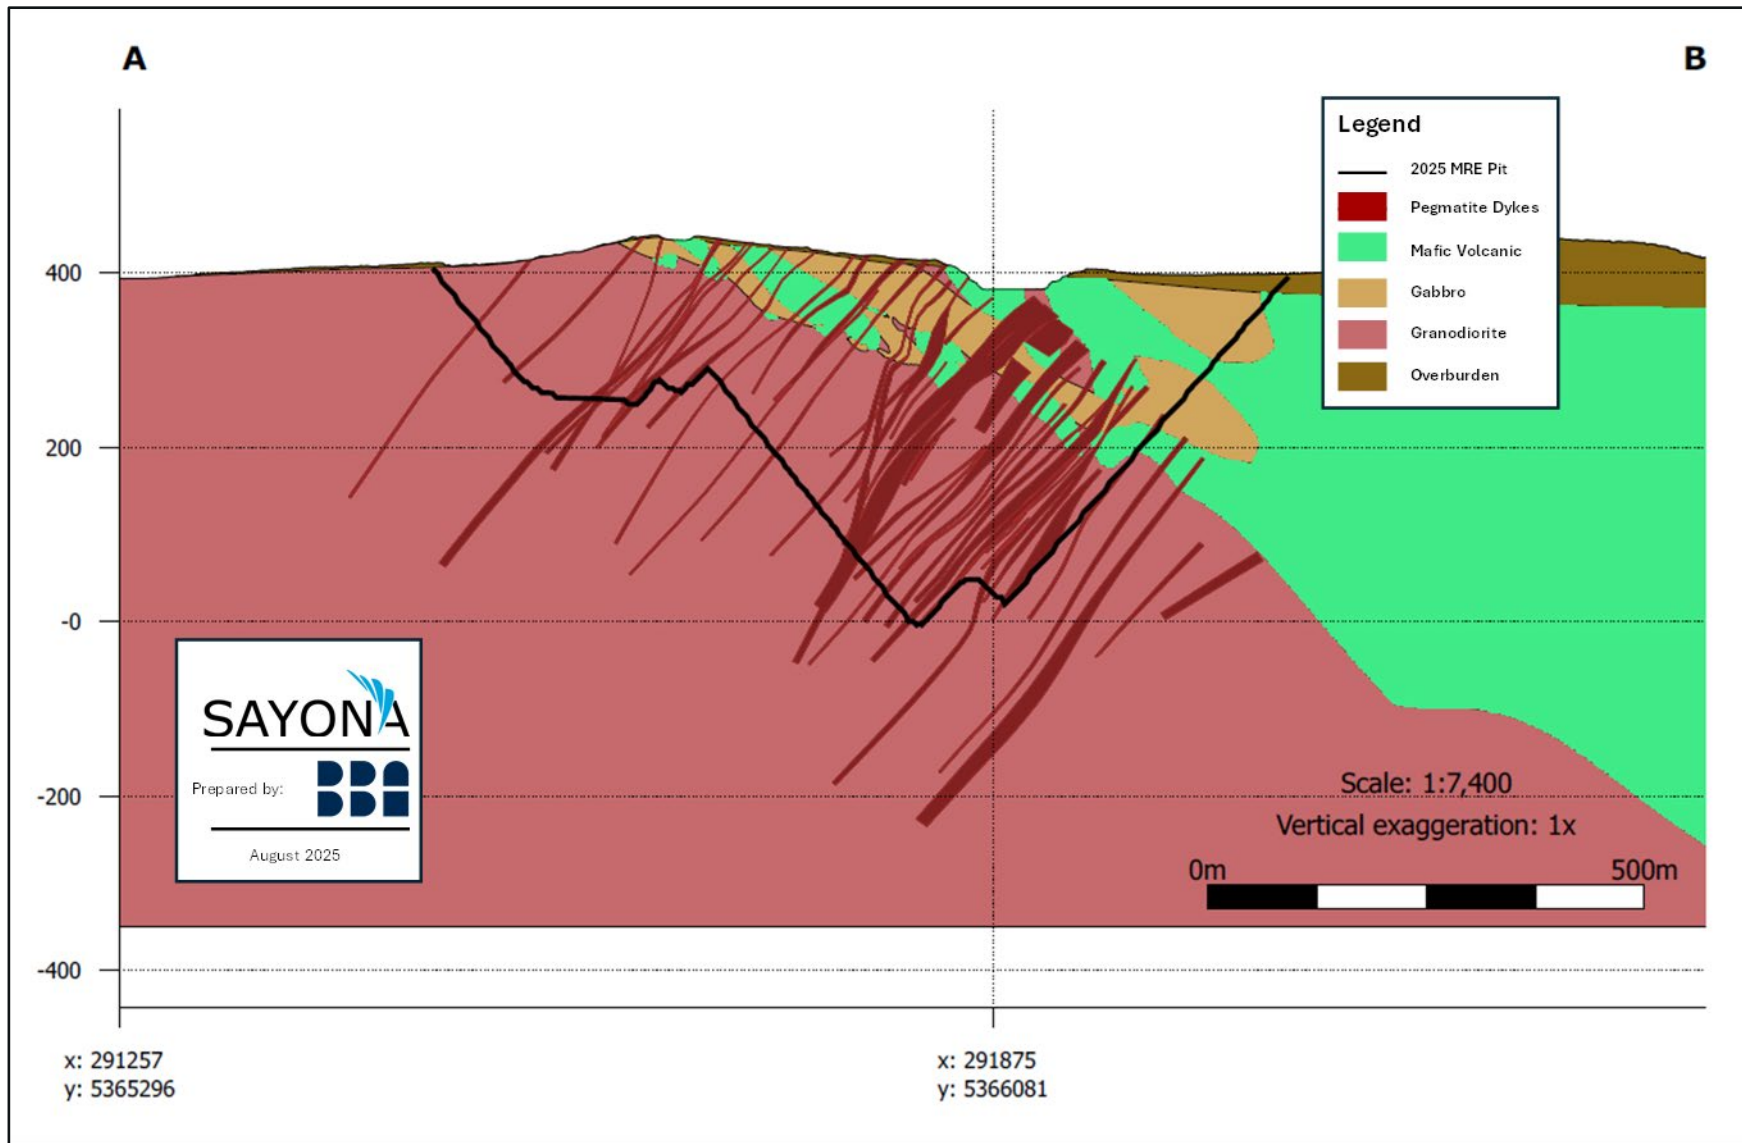 A
B
Legend
2025 MRE Pit
Pegmatite Dykes
Mafic Volcanic
Gabbro
Granodiorite
Overburden
400
200
-0
-200
-400
SAYONA
Prepared by:
BBA
August 2025
Scale: 1:7,400
Vertical exaggeration: 1x
0m 500m
x: 291257
y: 5365296
x: 291875
y: 5366081